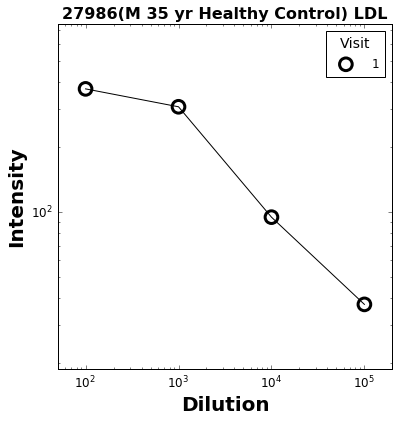 27986(M 35 yr Healthy Control) LDL
Visit
1
Intensity
10²
10² 10³ 10⁴ 10⁵
Dilution